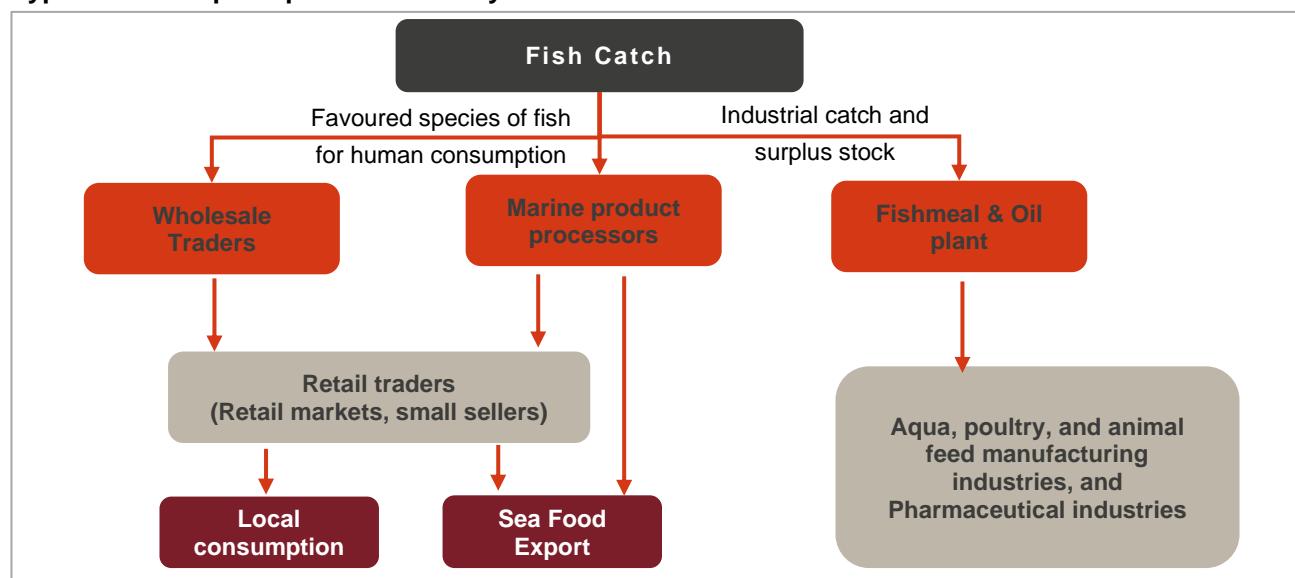 Fish Catch
Favoured species of fish
for human consumption
Industrial catch and
surplus stock
Wholesale
Traders
Marine product
processors
Fishmeal & Oil
plant
Retail traders
(Retail markets, small sellers)
Aqua, poultry, and animal
feed manufacturing
industries, and
Pharmaceutical industries
Local
consumption
Sea Food
Export